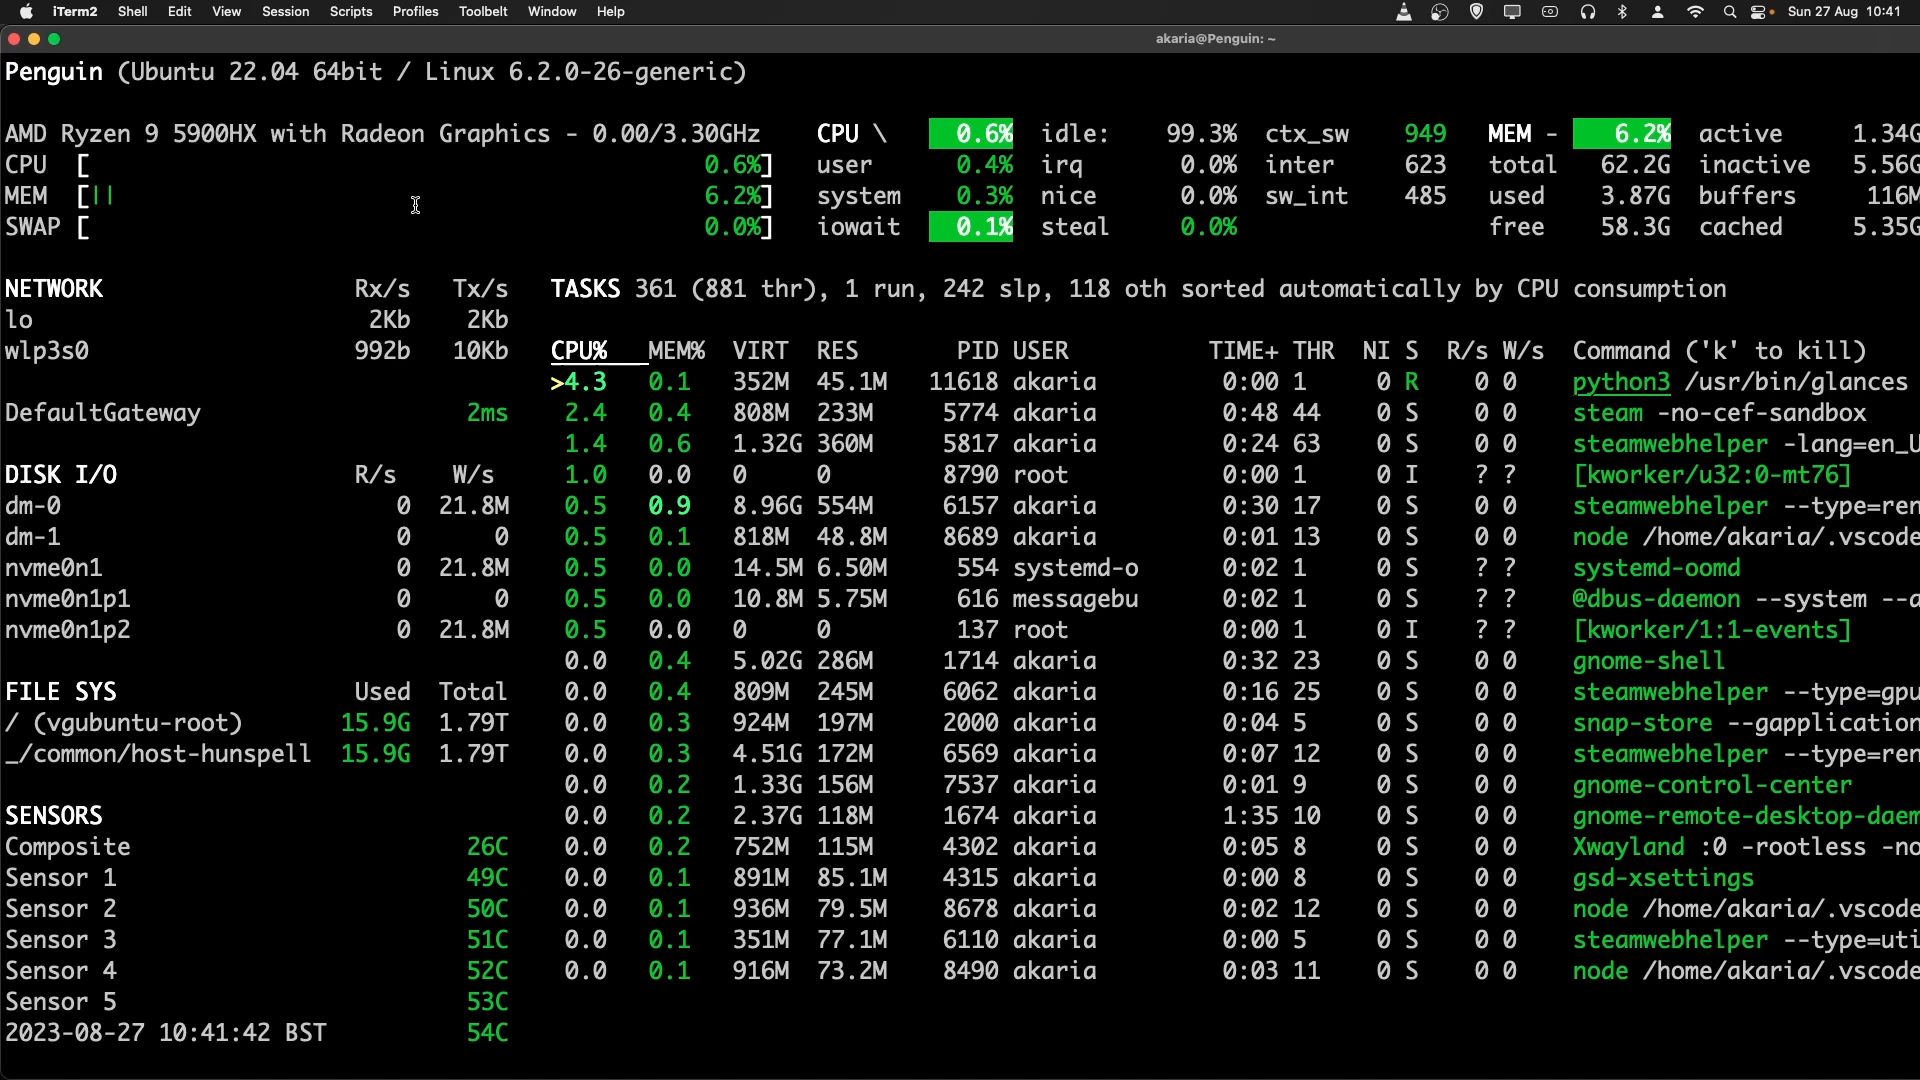 iTerm2 Shell Edit View Session Scripts Profiles Toolbelt Window Help Sun 27 Aug 10:41
akaria@Penguin: ~
Penguin (Ubuntu 22.04 64bit / Linux 6.2.0-26-generic)
AMD Ryzen 9 5900HX with Radeon Graphics - 0.00/3.30GHz CPU \ 0.6% idle: 99.3% ctx_sw 949 MEM - 6.2% active 1.34G
CPU [ 0.6%] user 0.4% irq 0.0% inter 623 total 62.2G inactive 5.56G
MEM [|| 6.2%] system 0.3% nice 0.0% sw_int 485 used 3.87G buffers 116M
SWAP [ 0.0%] iowait 0.1% steal 0.0% free 58.3G cached 5.35G
NETWORK Rx/s Tx/s TASKS 361 (881 thr), 1 run, 242 slp, 118 oth sorted automatically by CPU consumption
lo 2Kb 2Kb
wlp3s0 992b 10Kb CPU% MEM% VIRT RES PID USER TIME+ THR NI S R/s W/s Command ('k' to kill)
>4.3 0.1 352M 45.1M 11618 akaria 0:00 1 0 R 0 0 python3 /usr/bin/glances
DefaultGateway 2ms 2.4 0.4 808M 233M 5774 akaria 0:48 44 0 S 0 0 steam -no-cef-sandbox
1.4 0.6 1.32G 360M 5817 akaria 0:24 63 0 S 0 0 steamwebhelper -lang=en_U
DISK I/O R/s W/s 1.0 0.0 0 0 8790 root 0:00 1 0 I ? ? [kworker/u32:0-mt76]
dm-0 0 21.8M 0.5 0.9 8.96G 554M 6157 akaria 0:30 17 0 S 0 0 steamwebhelper --type=ren
dm-1 0 0 0.5 0.1 818M 48.8M 8689 akaria 0:01 13 0 S 0 0 node /home/akaria/.vscode
nvme0n1 0 21.8M 0.5 0.0 14.5M 6.50M 554 systemd-o 0:02 1 0 S ? ? systemd-oomd
nvme0n1p1 0 0 0.5 0.0 10.8M 5.75M 616 messagebu 0:02 1 0 S ? ? @dbus-daemon --system --a
nvme0n1p2 0 21.8M 0.5 0.0 0 0 137 root 0:00 1 0 I ? ? [kworker/1:1-events]
0.0 0.4 5.02G 286M 1714 akaria 0:32 23 0 S 0 0 gnome-shell
FILE SYS Used Total 0.0 0.4 809M 245M 6062 akaria 0:16 25 0 S 0 0 steamwebhelper --type=gpu
/ (vgubuntu-root) 15.9G 1.79T 0.0 0.3 924M 197M 2000 akaria 0:04 5 0 S 0 0 snap-store --gapplication
_/common/host-hunspell 15.9G 1.79T 0.0 0.3 4.51G 172M 6569 akaria 0:07 12 0 S 0 0 steamwebhelper --type=ren
0.0 0.2 1.33G 156M 7537 akaria 0:01 9 0 S 0 0 gnome-control-center
SENSORS 0.0 0.2 2.37G 118M 1674 akaria 1:35 10 0 S 0 0 gnome-remote-desktop-daem
Composite 26C 0.0 0.2 752M 115M 4302 akaria 0:05 8 0 S 0 0 Xwayland :0 -rootless -no
Sensor 1 49C 0.0 0.1 891M 85.1M 4315 akaria 0:00 8 0 S 0 0 gsd-xsettings
Sensor 2 50C 0.0 0.1 936M 79.5M 8678 akaria 0:02 12 0 S 0 0 node /home/akaria/.vscode
Sensor 3 51C 0.0 0.1 351M 77.1M 6110 akaria 0:00 5 0 S 0 0 steamwebhelper --type=uti
Sensor 4 52C 0.0 0.1 916M 73.2M 8490 akaria 0:03 11 0 S 0 0 node /home/akaria/.vscode
Sensor 5 53C
2023-08-27 10:41:42 BST 54C